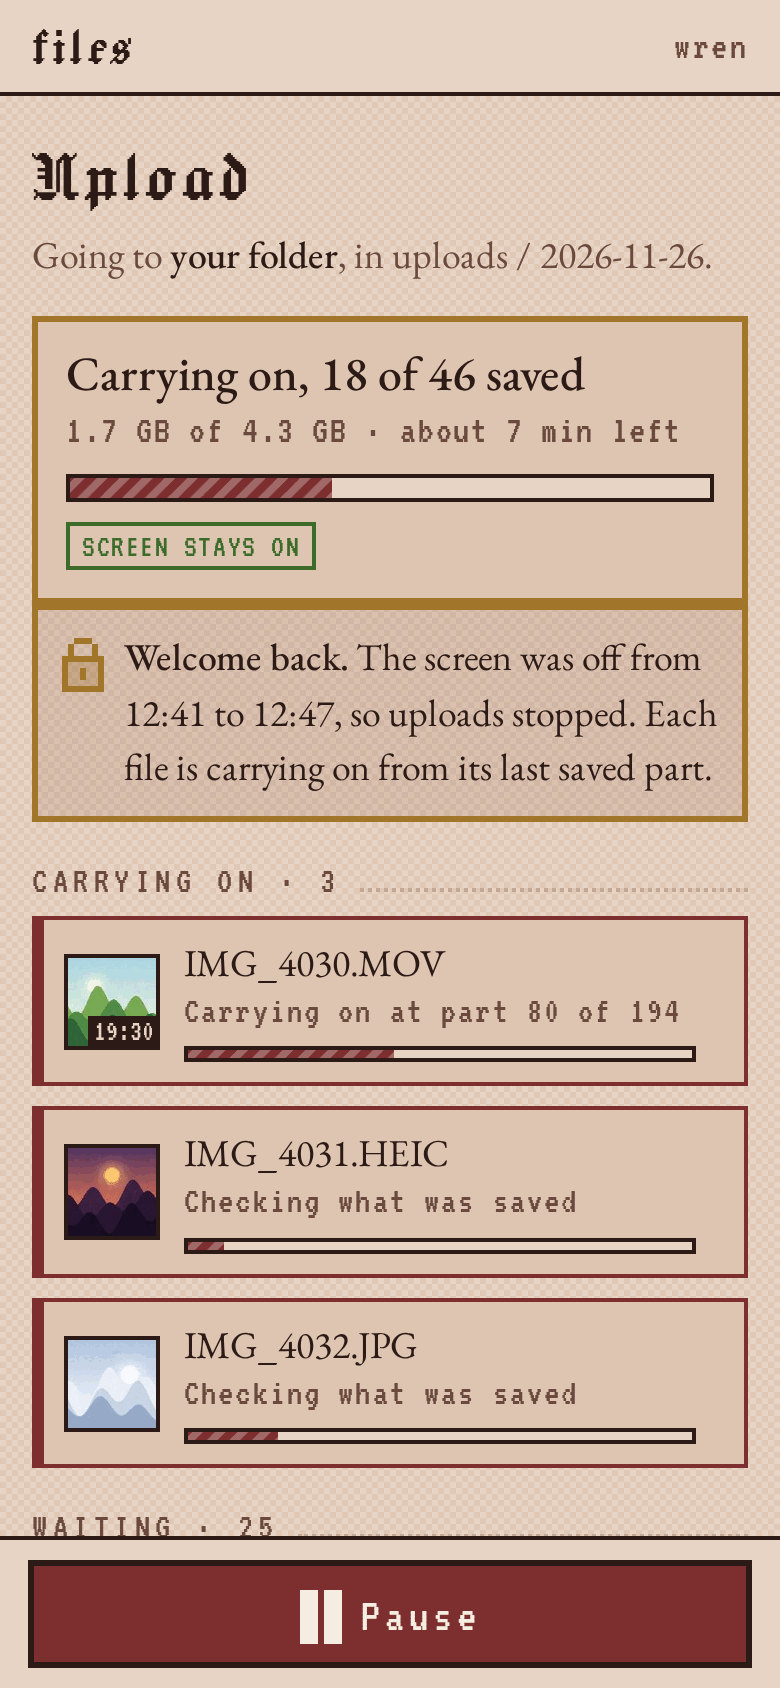 files
wren
Upload
Going to your folder, in uploads / 2026-11-26.
Carrying on, 18 of 46 saved
1.7 GB of 4.3 GB · about 7 min left
SCREEN STAYS ON
Welcome back. The screen was off from
12:41 to 12:47, so uploads stopped. Each
file is carrying on from its last saved part.
CARRYING ON · 3
IMG_4030.MOV
19:30
Carrying on at part 80 of 194
IMG_4031.HEIC
Checking what was saved
IMG_4032.JPG
Checking what was saved
WAITING · 25
Pause